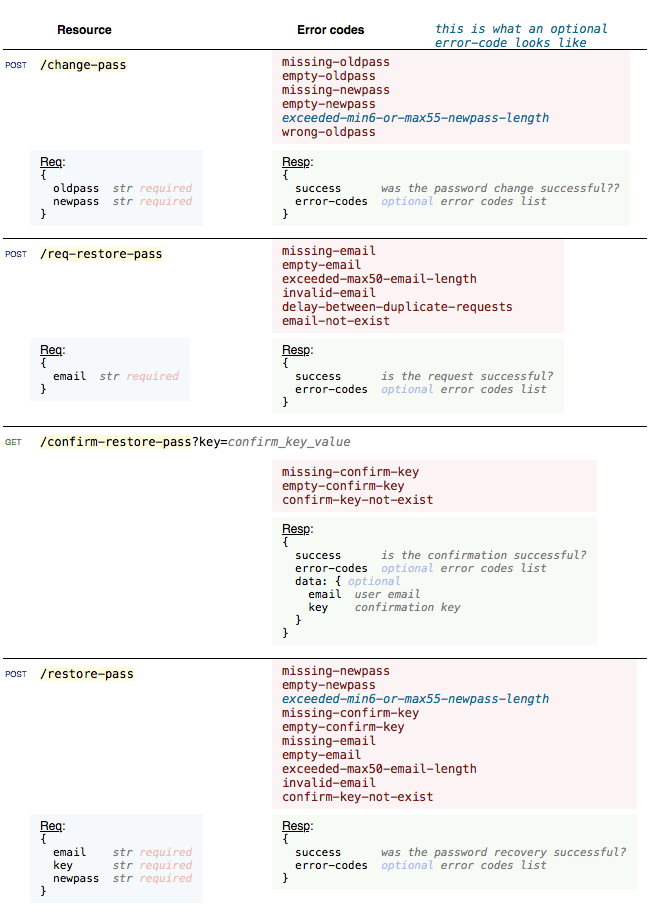 Resource Error codes this is what an optional
error-code looks like
POST /change-pass
missing-oldpass
empty-oldpass
missing-newpass
empty-newpass
exceeded-min6-or-max55-newpass-length
wrong-oldpass
Req:
{
oldpass str required
newpass str required
}
Resp:
{
success was the password change successful??
error-codes optional error codes list
}
POST /req-restore-pass
missing-email
empty-email
exceeded-max50-email-length
invalid-email
delay-between-duplicate-requests
email-not-exist
Req:
{
email str required
}
Resp:
{
success is the request successful?
error-codes optional error codes list
}
GET /confirm-restore-pass?key=confirm_key_value
missing-confirm-key
empty-confirm-key
confirm-key-not-exist
Resp:
{
success is the confirmation successful?
error-codes optional error codes list
data: { optional
email user email
key confirmation key
}
}
POST /restore-pass
missing-newpass
empty-newpass
exceeded-min6-or-max55-newpass-length
missing-confirm-key
empty-confirm-key
missing-email
empty-email
exceeded-max50-email-length
invalid-email
confirm-key-not-exist
Req:
{
email str required
key str required
newpass str required
}
Resp:
{
success was the password recovery successful?
error-codes optional error codes list
}